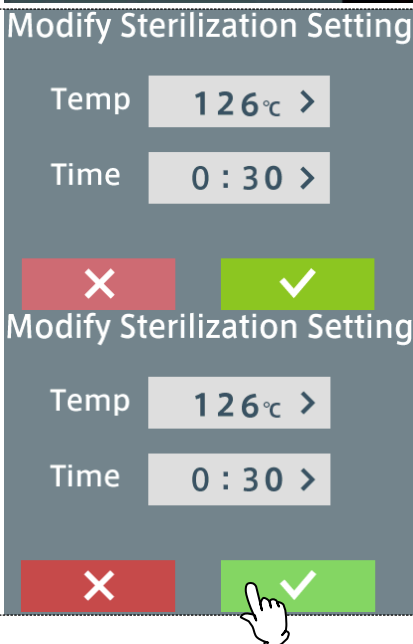 Modify Sterilization Setting
Temp 126℃ >
Time 0 : 30 >
Modify Sterilization Setting
Temp 126℃ >
Time 0 : 30 >